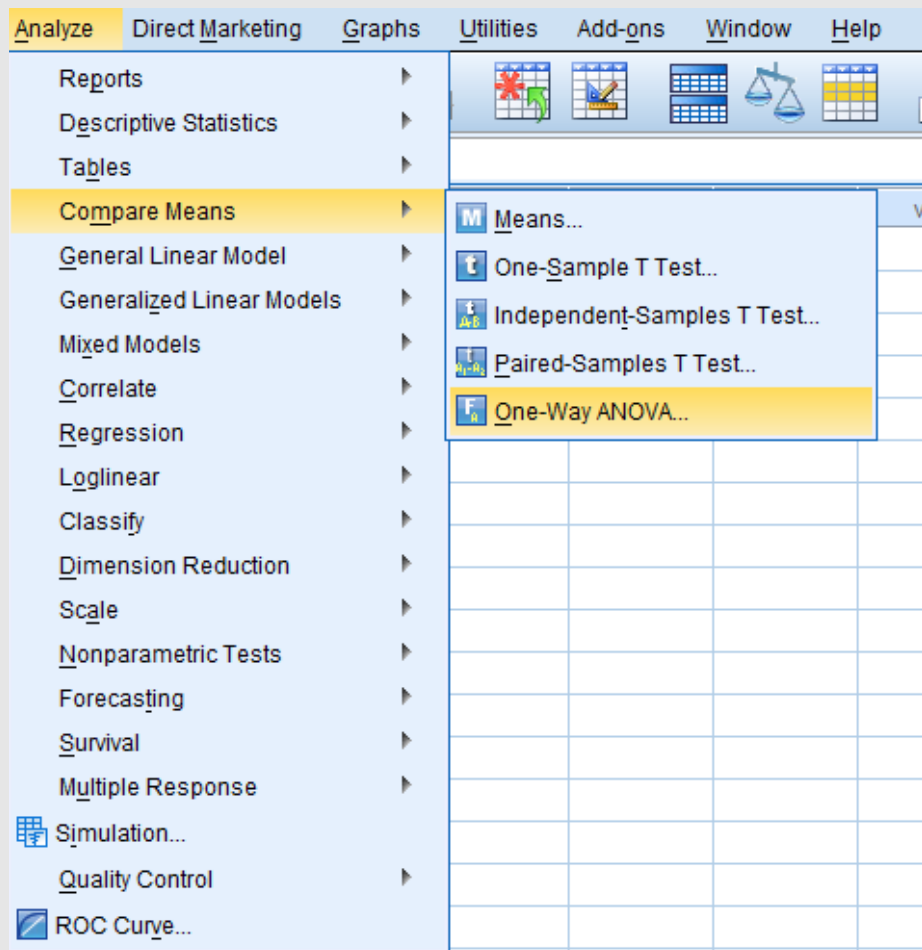 Analyze Direct Marketing Graphs Utilities Add-ons Window Help
Reports
Descriptive Statistics
Tables
Compare Means
General Linear Model
Generalized Linear Models
Mixed Models
Correlate
Regression
Loglinear
Classify
Dimension Reduction
Scale
Nonparametric Tests
Forecasting
Survival
Multiple Response
Simulation...
Quality Control
ROC Curve...
M Means...
t One-Sample T Test...
Independent-Samples T Test...
Paired-Samples T Test...
One-Way ANOVA...